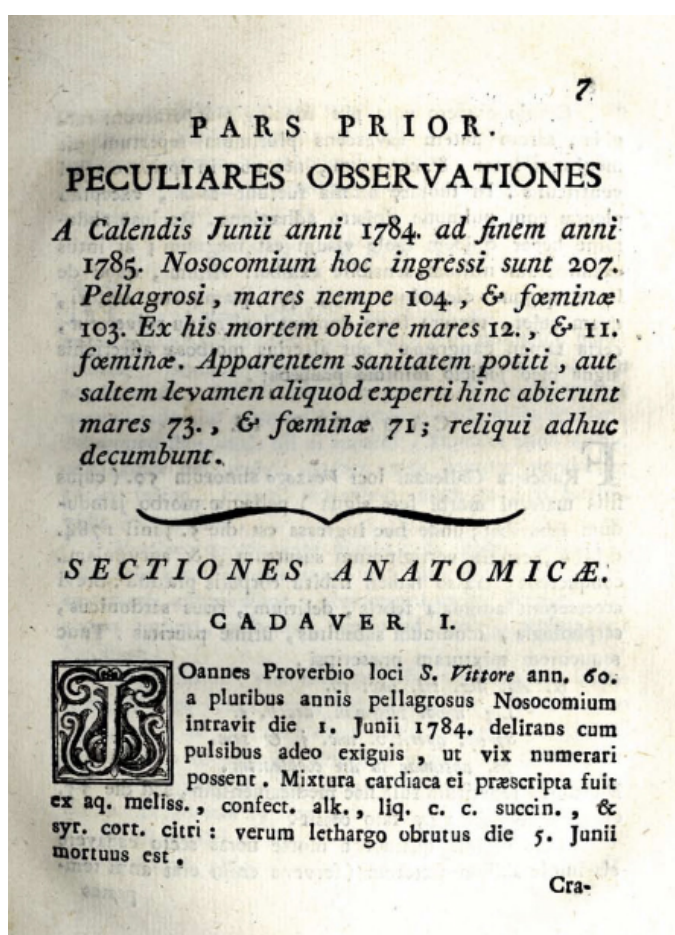 7
PARS PRIOR.
PECULIARES OBSERVATIONES
A Calendis Junii anni 1784. ad finem anni
1785. Nosocomium hoc ingressi sunt 207.
Pellagrosi, mares nempe 104., & fœminæ
103. Ex his mortem obiere mares 12., & 11.
fœminæ. Apparentem sanitatem potiti, aut
saltem levamen aliquod experti hinc abierunt
mares 73., & fœminæ 71; reliqui adhuc
decumbunt.
SECTIONES ANATOMICÆ.
CADAVER I.
JOannes Proverbio loci S. Vittore ann. 60.
a pluribus annis pellagrosus Nosocomium
intravit die 1. Junii 1784. delirans cum
pulsibus adeo exiguis, ut vix numerari
possent. Mixtura cardiaca ei præscripta fuit
ex aq. meliss., confect. alk., liq. c. c. succin., &
syr. cort. citri: verum lethargo obrutus die 5. Junii
mortuus est.
Cra-